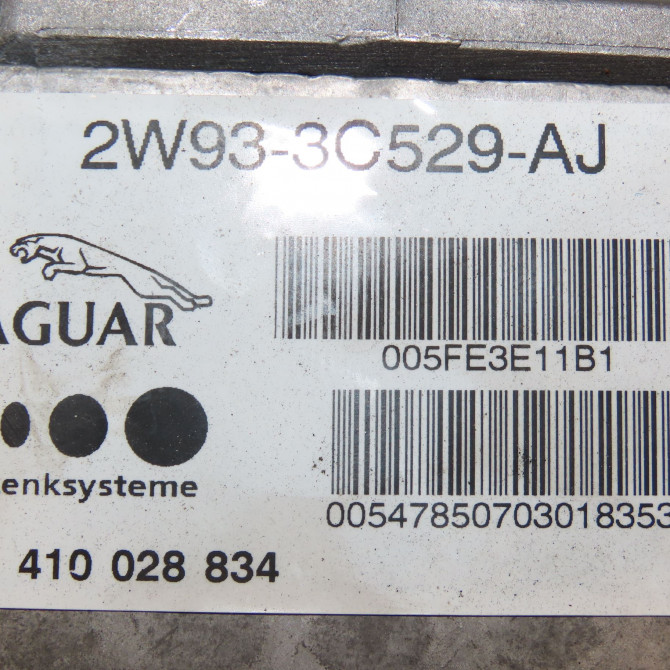 2W93-3C529-AJ
AGUAR
005FE3E11B1
enksysteme
00547850703018353
410 028 834